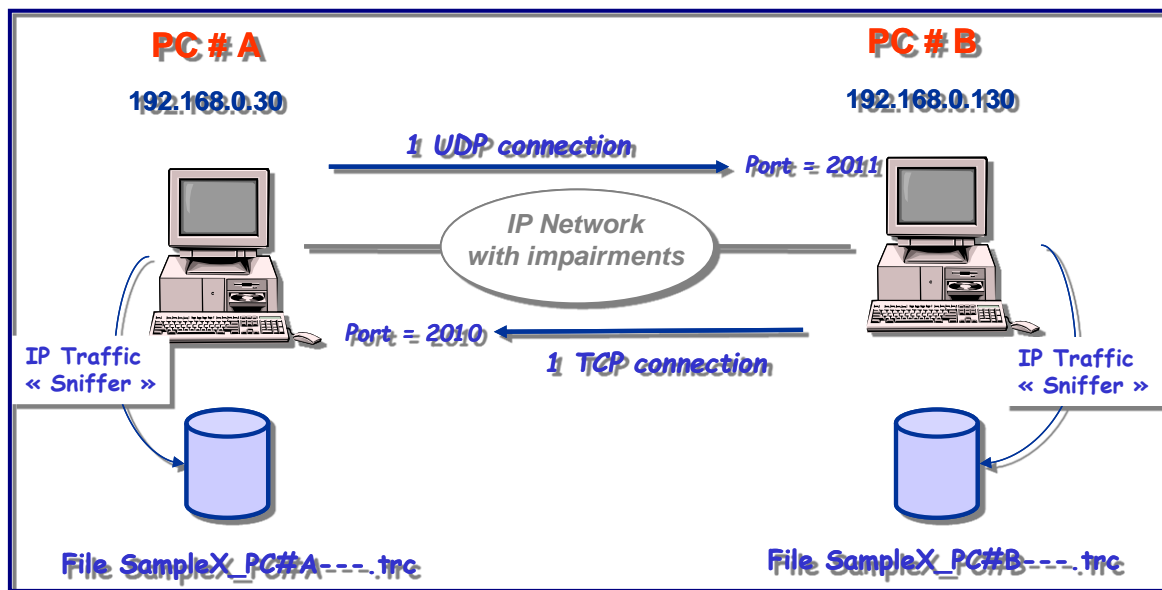 PC # A
PC # B
192.168.0.30
192.168.0.130
1 UDP connection
Port = 2011
IP Network
with impairments
Port = 2010
1 TCP connection
IP Traffic
« Sniffer »
IP Traffic
« Sniffer »
File SampleX_PC#A---.trc
File SampleX_PC#B---.trc